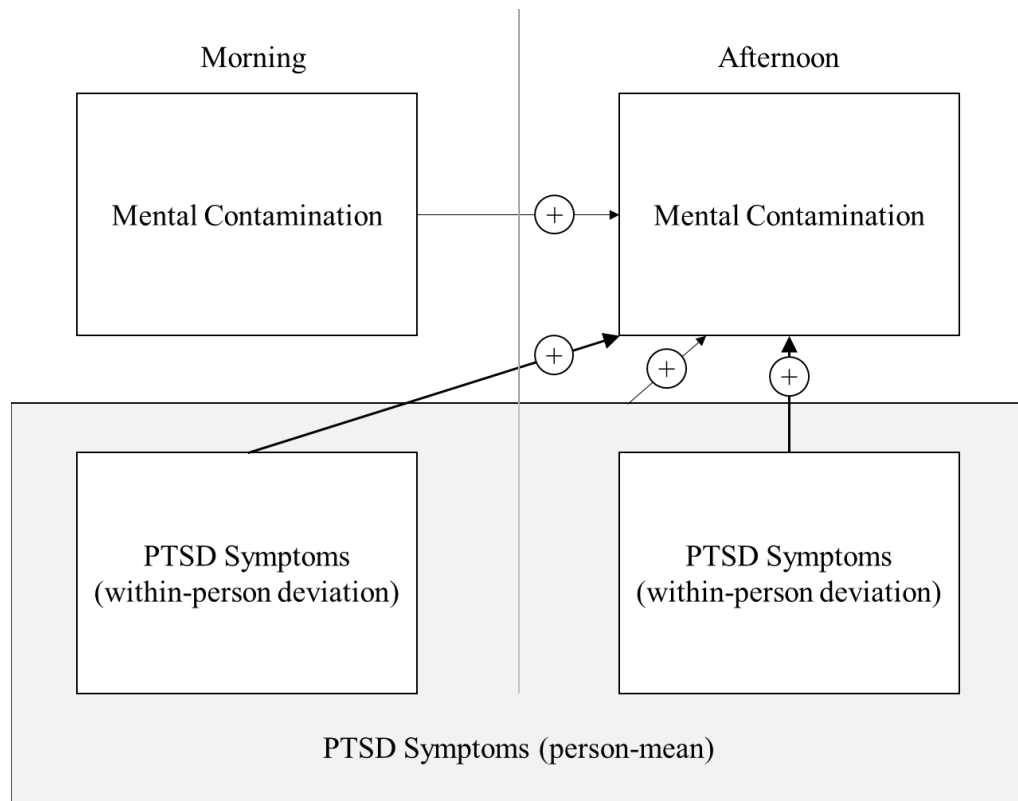 Morning
Afternoon
Mental Contamination
+
Mental Contamination
+
+
+
PTSD Symptoms
(within-person deviation)
PTSD Symptoms
(within-person deviation)
PTSD Symptoms (person-mean)